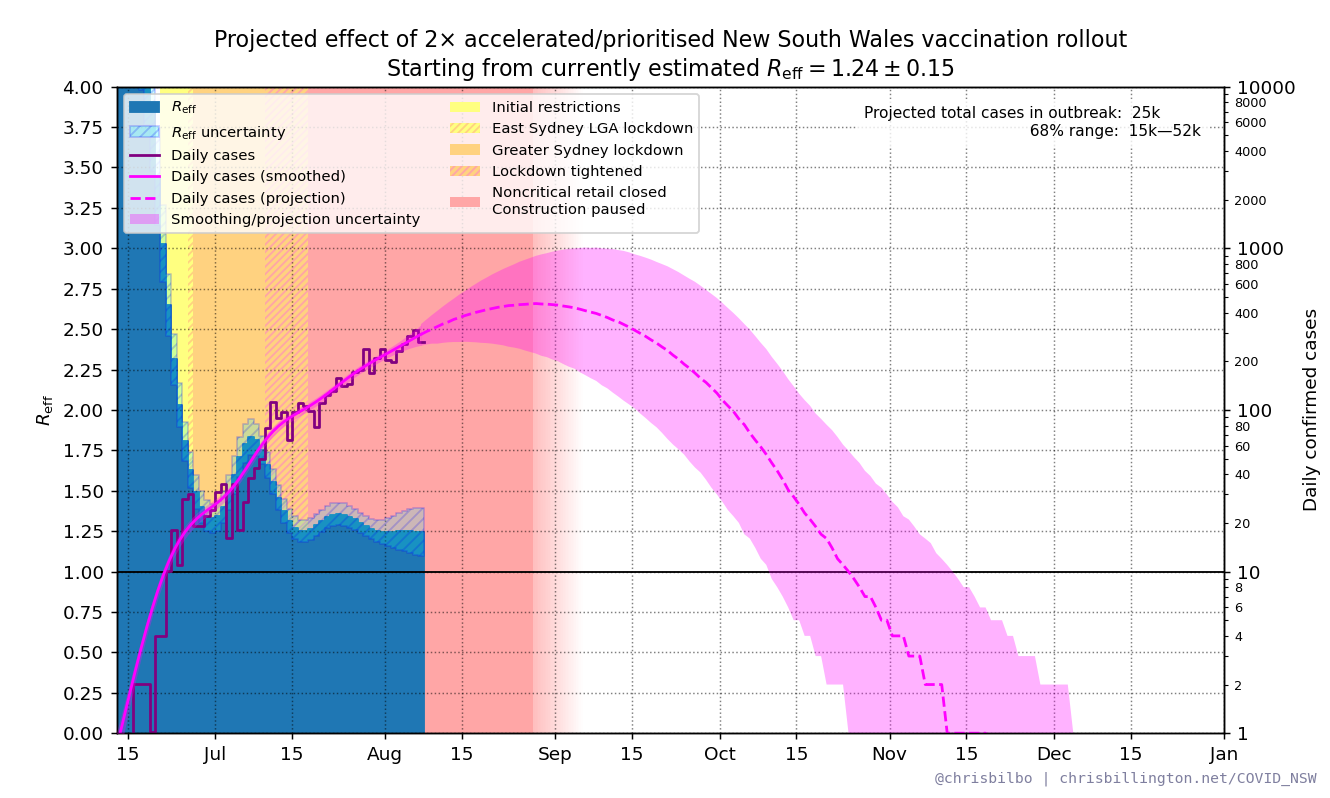 Projected effect of 2× accelerated/prioritised New South Wales vaccination rollout
Starting from currently estimated Reff = 1.24 ± 0.15
Reff
Reff uncertainty
Daily cases
Daily cases (smoothed)
Daily cases (projection)
Smoothing/projection uncertainty
Initial restrictions
East Sydney LGA lockdown
Greater Sydney lockdown
Lockdown tightened
Noncritical retail closed
Construction paused
Projected total cases in outbreak: 25k
68% range: 15k—52k
4.00
3.75
3.50
3.25
3.00
2.75
2.50
2.25
2.00
1.75
1.50
1.25
1.00
0.75
0.50
0.25
0.00
Reff
10000
8000
6000
4000
2000
1000
800
600
400
200
100
80
60
40
20
10
8
6
4
2
1
Daily confirmed cases
15 Jul 15 Aug 15 Sep 15 Oct 15 Nov 15 Dec 15 Jan
@chrisbilbo | chrisbillington.net/COVID_NSW